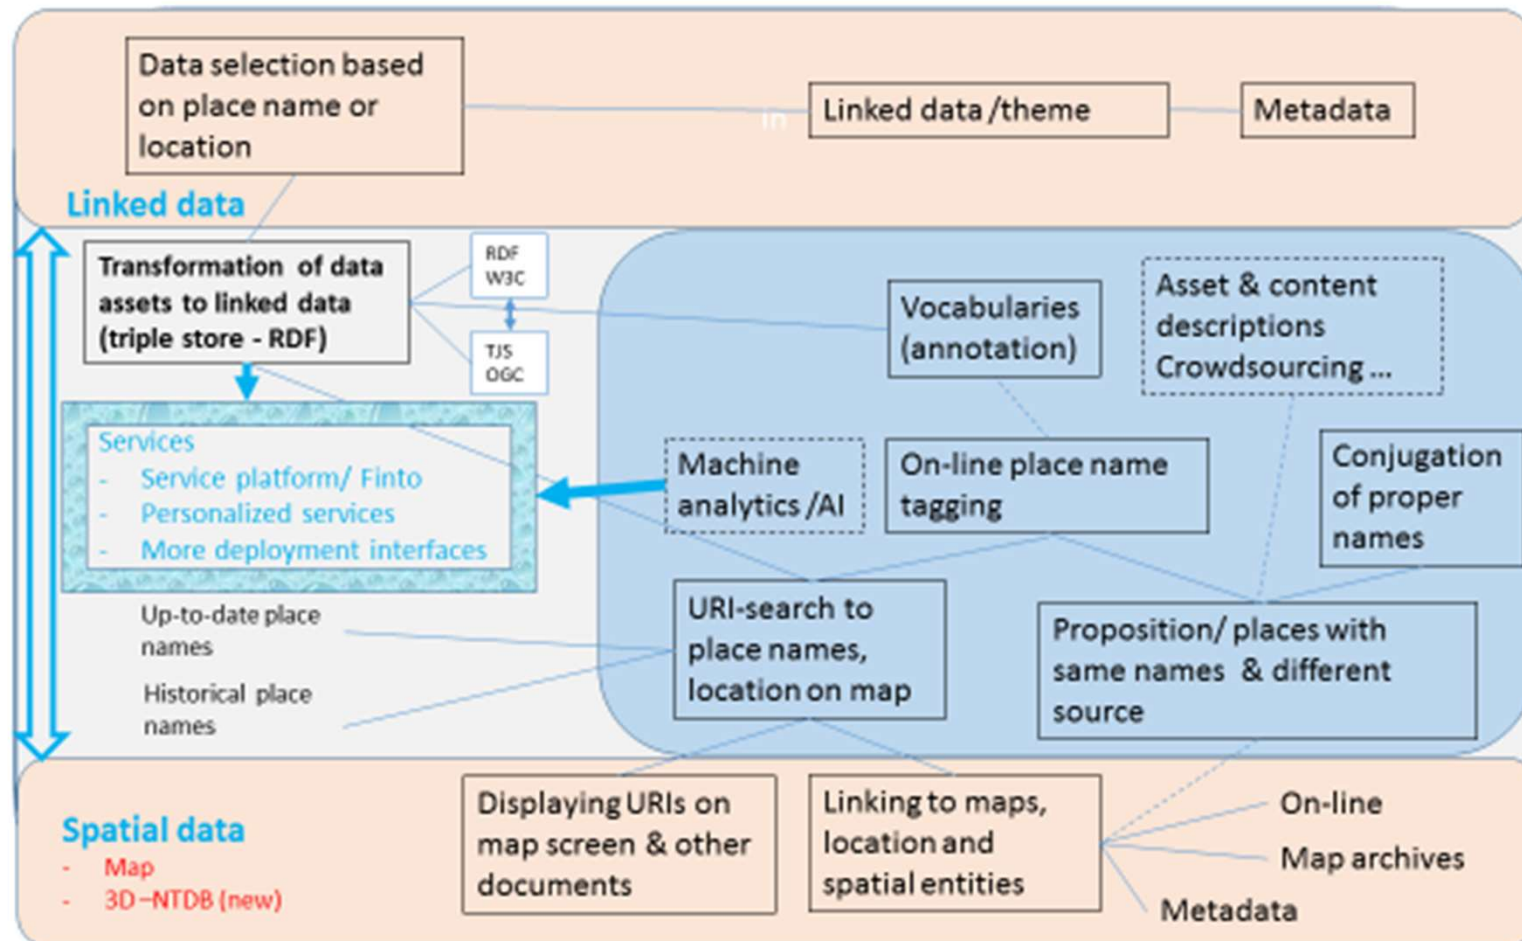 Data selection based
on place name or
location
in
Linked data /theme
Metadata
Linked data
Transformation of data
assets to linked data
(triple store - RDF)
RDF
W3C
TJS
OGC
Vocabularies
(annotation)
Asset & content
descriptions
Crowdsourcing ...
Services
- Service platform/ Finto
- Personalized services
- More deployment interfaces
Machine
analytics /AI
On-line place name
tagging
Conjugation
of proper
names
Up-to-date place
names
Historical place
names
URI-search to
place names,
location on map
Proposition/ places with
same names & different
source
Spatial data
- Map
- 3D –NTDB (new)
Displaying URIs on
map screen & other
documents
Linking to maps,
location and
spatial entities
On-line
Map archives
Metadata